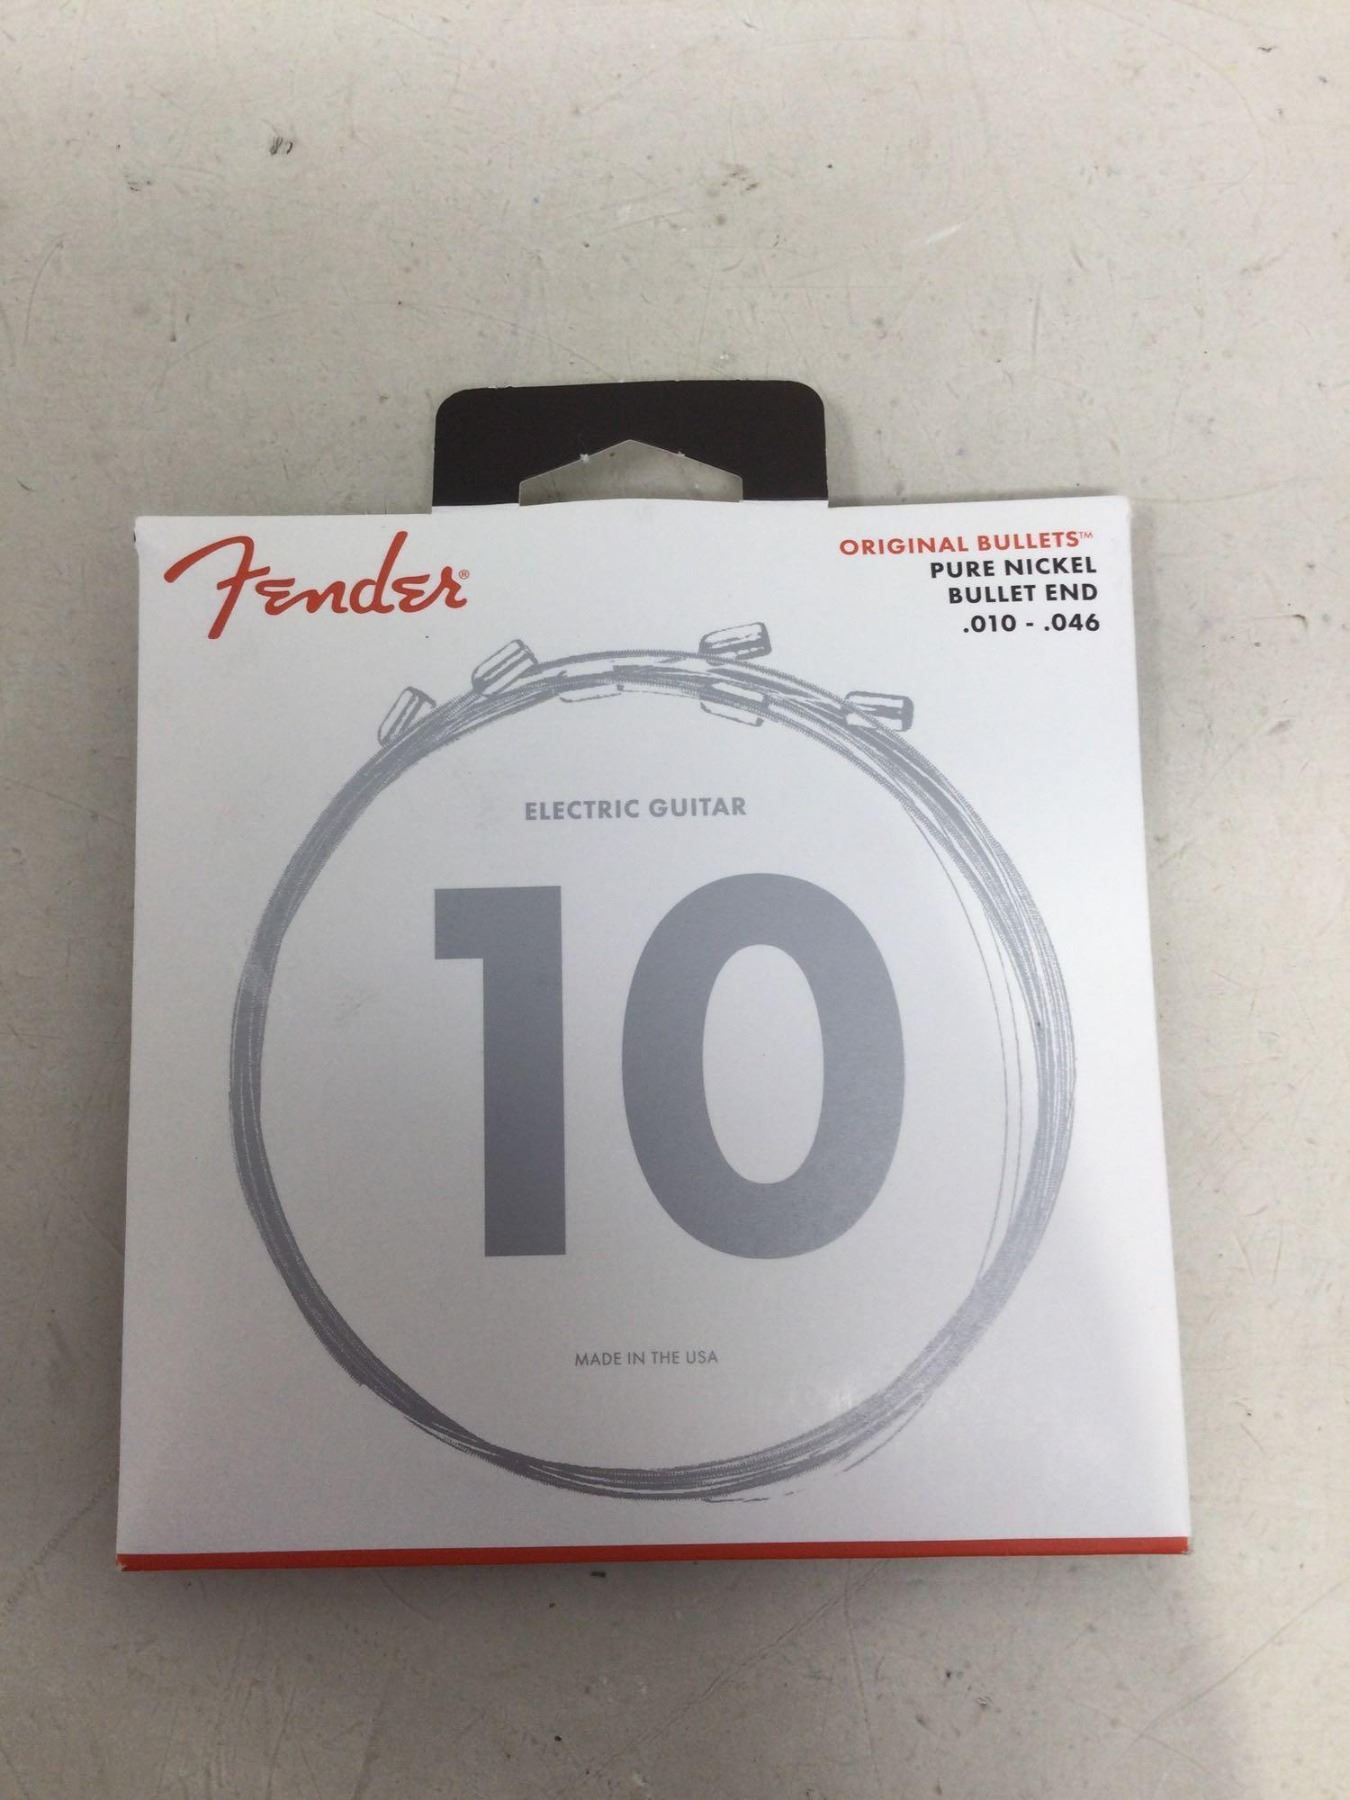 Fender®
ORIGINAL BULLETS™
PURE NICKEL
BULLET END
.010 - .046
ELECTRIC GUITAR
10
MADE IN THE USA